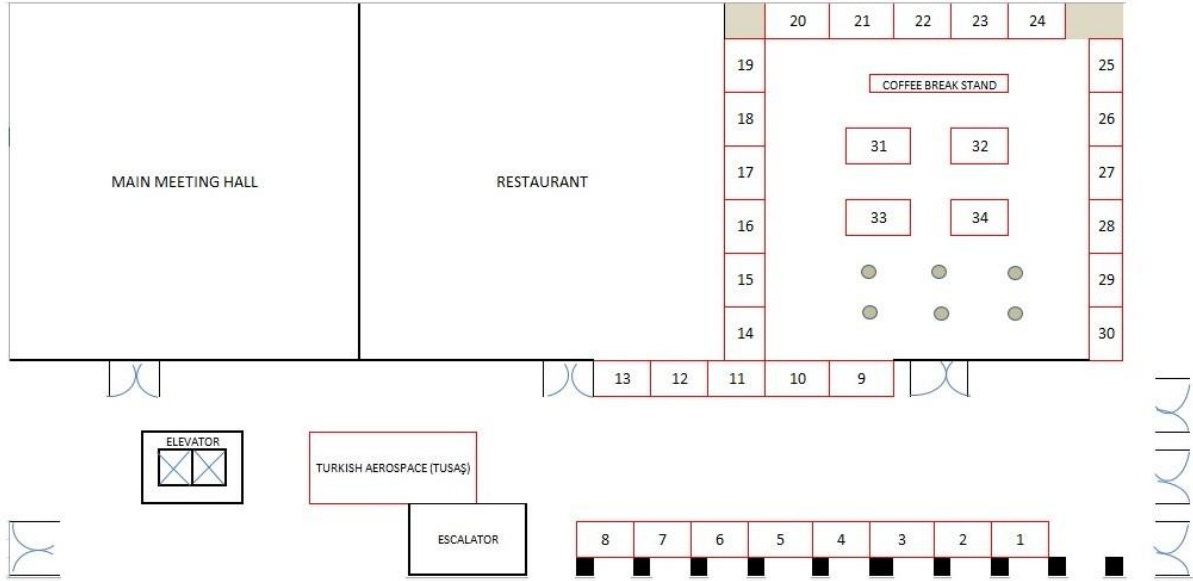 20 21 22 23 24
19 25
COFFEE BREAK STAND
18 26
31 32
MAIN MEETING HALL RESTAURANT 17 27
33 34
16 28
15 29
14 30
13 12 11 10 9
ELEVATOR
TURKISH AEROSPACE (TUSAŞ)
ESCALATOR 8 7 6 5 4 3 2 1